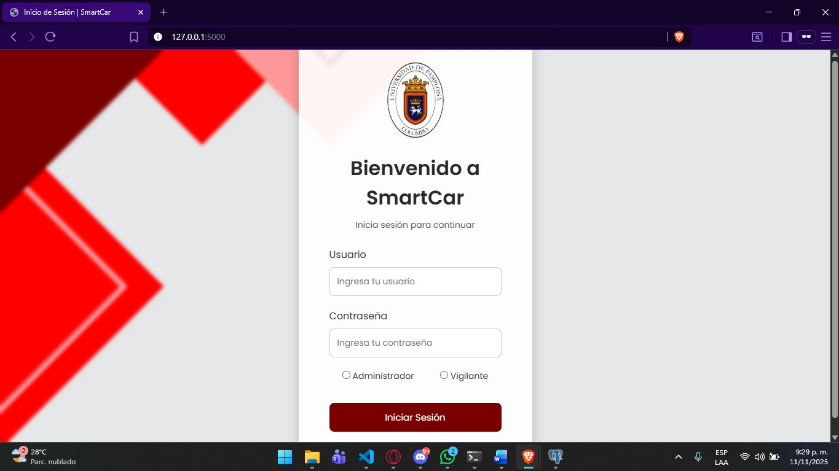 Inicio de Sesión | SmartCar
127.0.0.1:5000
UNIVERSIDAD DE PAMPLONA
COLOMBIA
Bienvenido a
SmartCar
Inicia sesión para continuar
Usuario
Ingresa tu usuario
Contraseña
Ingresa tu contraseña
Administrador
Vigilante
Iniciar Sesión
28°C
Parc. nublado
ESP
LAA
9:29 p. m.
11/11/2025